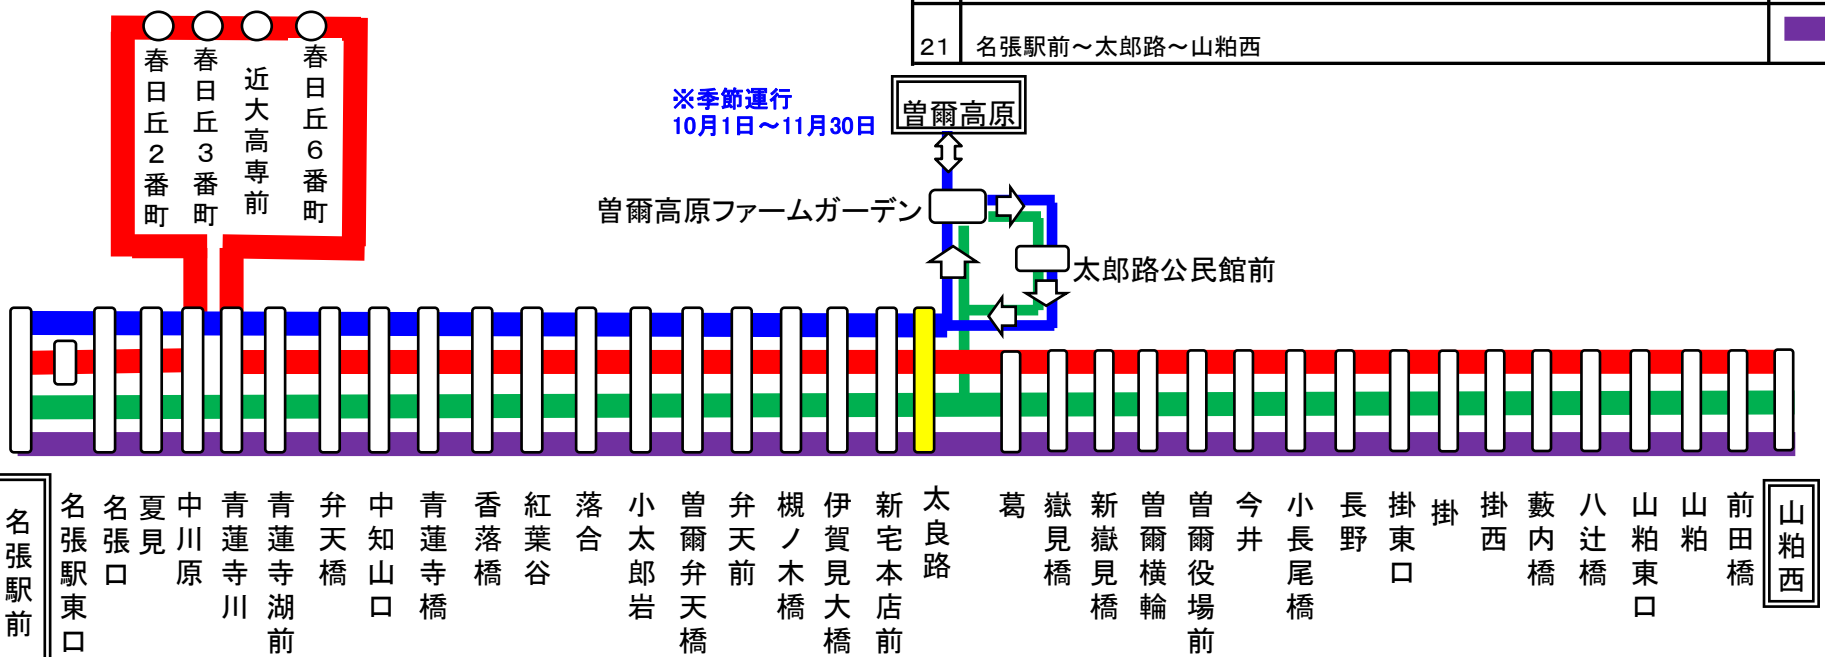 21 名張駅前～太郎路～山粕西
※季節運行
10月1日～11月30日
曽爾高原
春日丘2番町
春日丘3番町
近大高専前
春日丘6番町
曽爾高原ファームガーデン
太郎路公民館前
名張駅前
名張駅東口
名張口
夏見
中川原
青蓮寺川
青蓮寺湖前
弁天橋
中知山口
青蓮寺橋
香落橋
紅葉谷
落合
小太郎岩
曽爾弁天橋
弁天前
槻ノ木橋
伊賀見大橋
新宅本店前
太良路
葛
嶽見橋
新嶽見橋
曽爾横輪
曽爾役場前
今井
小長尾橋
長野
掛東口
掛
掛西
藪内橋
八辻橋
山粕東口
山粕
前田橋
山粕西